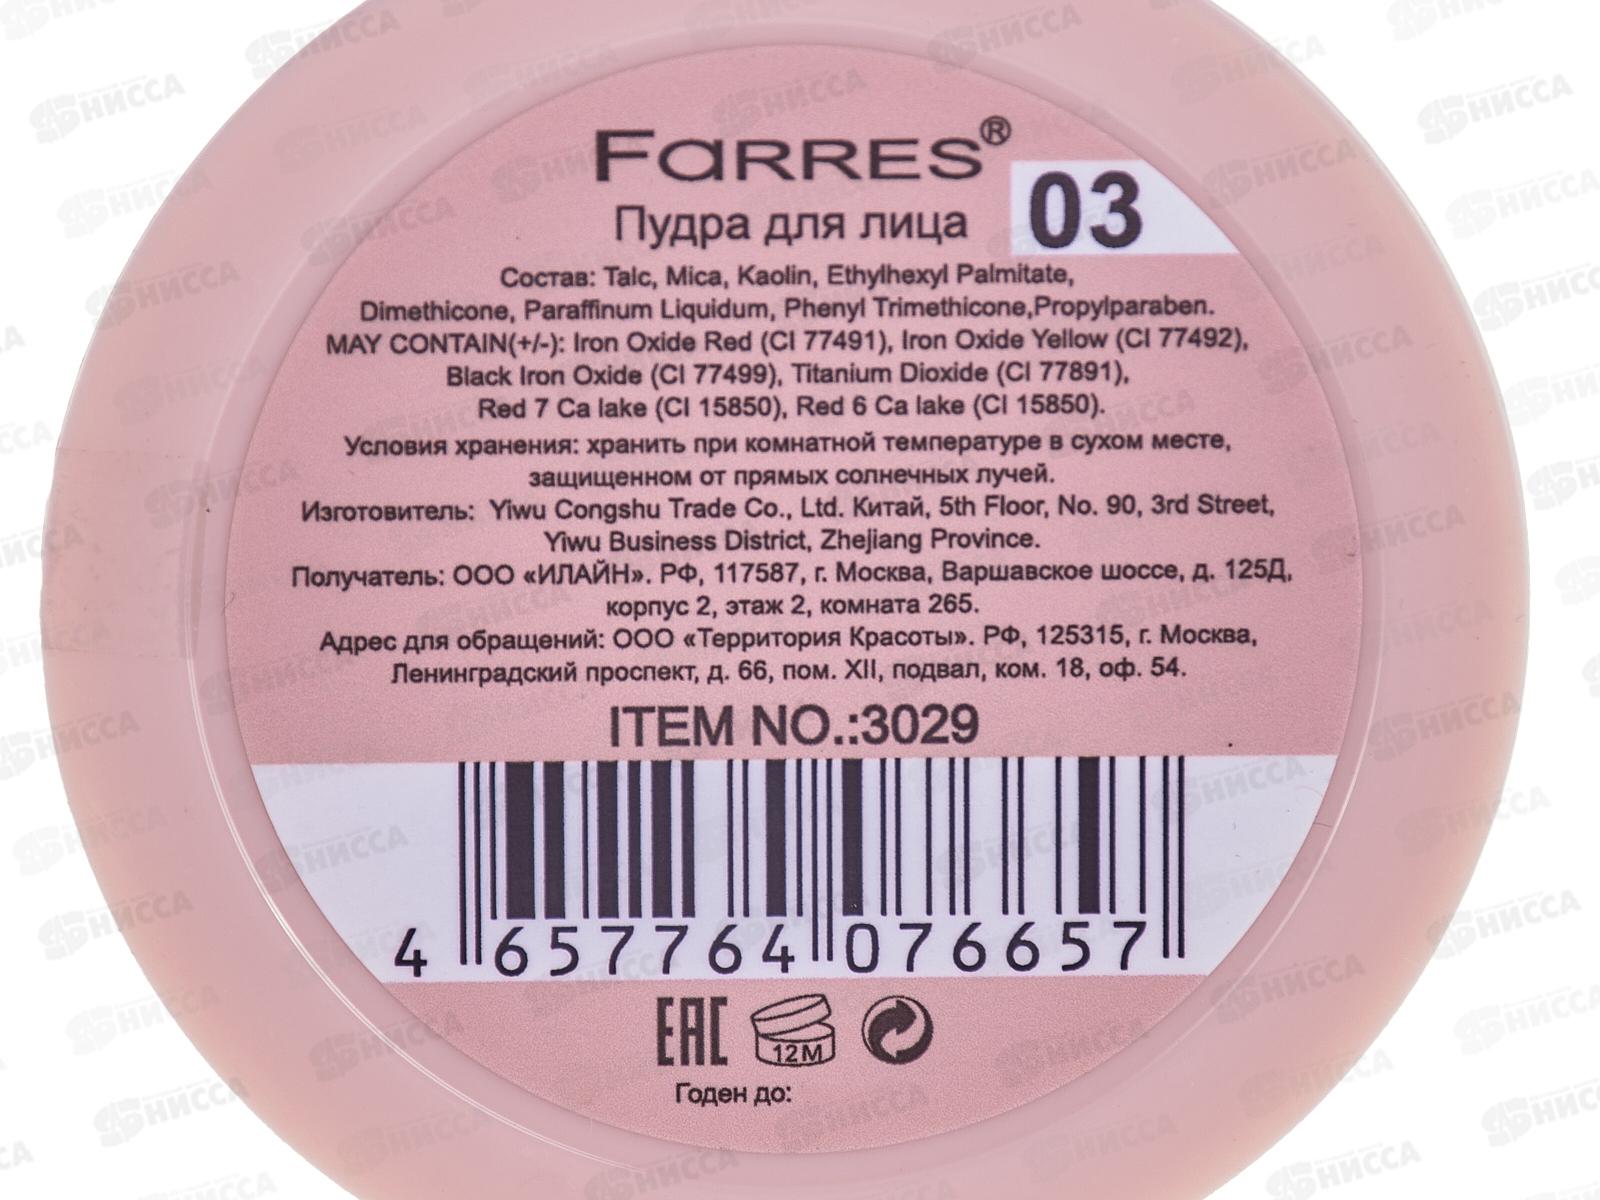 FARRES®
03
Пудра для лица
Состав: Talc, Mica, Kaolin, Ethylhexyl Palmitate,
Dimethicone, Paraffinum Liquidum, Phenyl Trimethicone,Propylparaben.
MAY CONTAIN(+/-): Iron Oxide Red (CI 77491), Iron Oxide Yellow (CI 77492),
Black Iron Oxide (CI 77499), Titanium Dioxide (CI 77891),
Red 7 Ca lake (CI 15850), Red 6 Ca lake (CI 15850).
Условия хранения: хранить при комнатной температуре в сухом месте,
защищенном от прямых солнечных лучей.
Изготовитель: Yiwu Congshu Trade Co., Ltd. Китай, 5th Floor, No. 90, 3rd Street,
Yiwu Business District, Zhejiang Province.
Получатель: ООО «ИЛАЙН». РФ, 117587, г. Москва, Варшавское шоссе, д. 125Д,
корпус 2, этаж 2, комната 265.
Адрес для обращений: ООО «Территория Красоты». РФ, 125315, г. Москва,
Ленинградский проспект, д. 66, пом. XII, подвал, ком. 18, оф. 54.
ITEM NO.:3029
4 657764 076657
EAC 12M
Годен до: